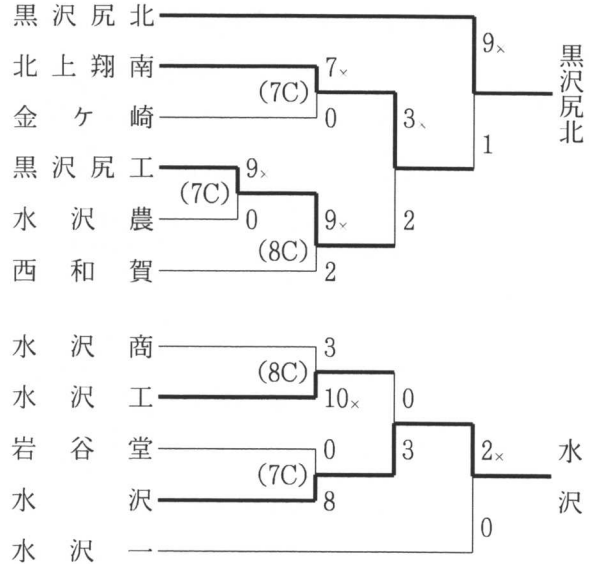 黒沢尻北
9×
北上翔南
7×
黒沢尻北
(7C)
金ケ崎
0
3、
1
黒沢尻工
9×
(7C)
水沢農
0
9×
2
(8C)
西和賀
2
水沢商
3
(8C)
水沢工
10×
0
岩谷堂
0
3
2×
水沢
(7C)
水沢
8
0
水沢一